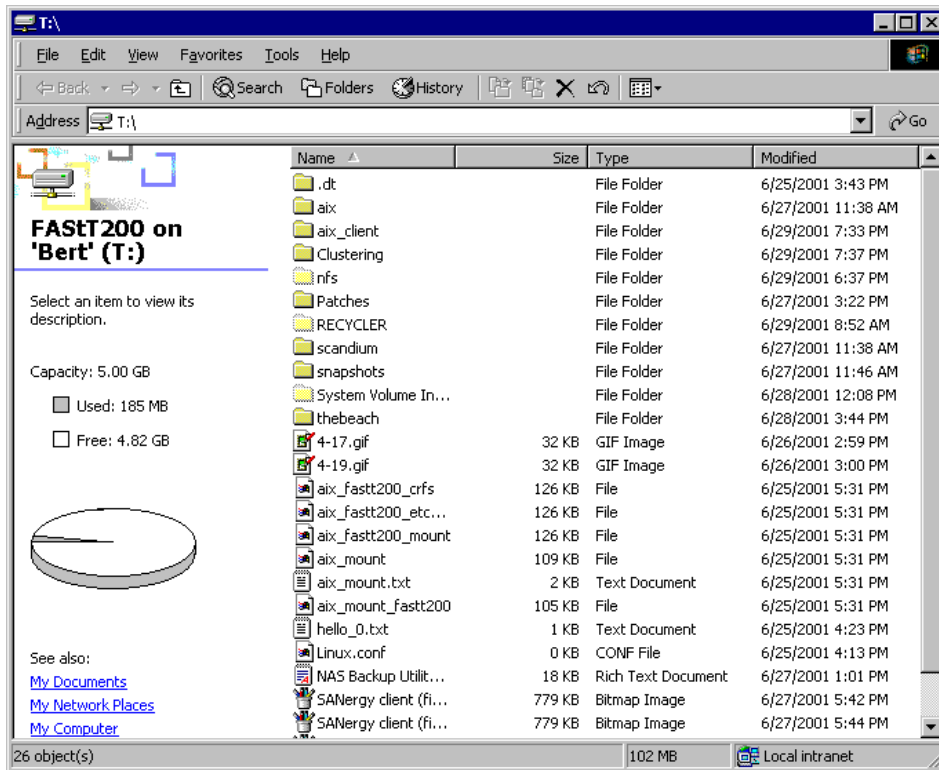 T:\
File Edit View Favorites Tools Help
Back Search Folders History
Address T:\ Go
FAStT200 on
'Bert' (T:)
Select an item to view its
description.
Capacity: 5.00 GB
Used: 185 MB
Free: 4.82 GB
See also:
My Documents
My Network Places
My Computer
Name Size Type Modified
.dt File Folder 6/25/2001 3:43 PM
aix File Folder 6/27/2001 11:38 AM
aix_client File Folder 6/29/2001 7:33 PM
Clustering File Folder 6/29/2001 7:37 PM
nfs File Folder 6/29/2001 6:37 PM
Patches File Folder 6/27/2001 3:22 PM
RECYCLER File Folder 6/29/2001 8:52 AM
scandium File Folder 6/27/2001 11:38 AM
snapshots File Folder 6/27/2001 11:46 AM
System Volume In... File Folder 6/28/2001 12:08 PM
thebeach File Folder 6/28/2001 3:44 PM
4-17.gif 32 KB GIF Image 6/26/2001 2:59 PM
4-19.gif 32 KB GIF Image 6/26/2001 3:00 PM
aix_fastt200_crfs 126 KB File 6/25/2001 5:31 PM
aix_fastt200_etc... 126 KB File 6/25/2001 5:31 PM
aix_fastt200_mount 126 KB File 6/25/2001 5:31 PM
aix_mount 109 KB File 6/25/2001 5:31 PM
aix_mount.txt 2 KB Text Document 6/25/2001 5:31 PM
aix_mount_fastt200 105 KB File 6/25/2001 5:31 PM
hello_0.txt 1 KB Text Document 6/25/2001 4:23 PM
Linux.conf 0 KB CONF File 6/25/2001 4:13 PM
NAS Backup Utilit... 18 KB Rich Text Document 6/27/2001 1:01 PM
SANergy client (fi... 779 KB Bitmap Image 6/27/2001 5:42 PM
SANergy client (fi... 779 KB Bitmap Image 6/27/2001 5:44 PM
26 object(s) 102 MB Local intranet